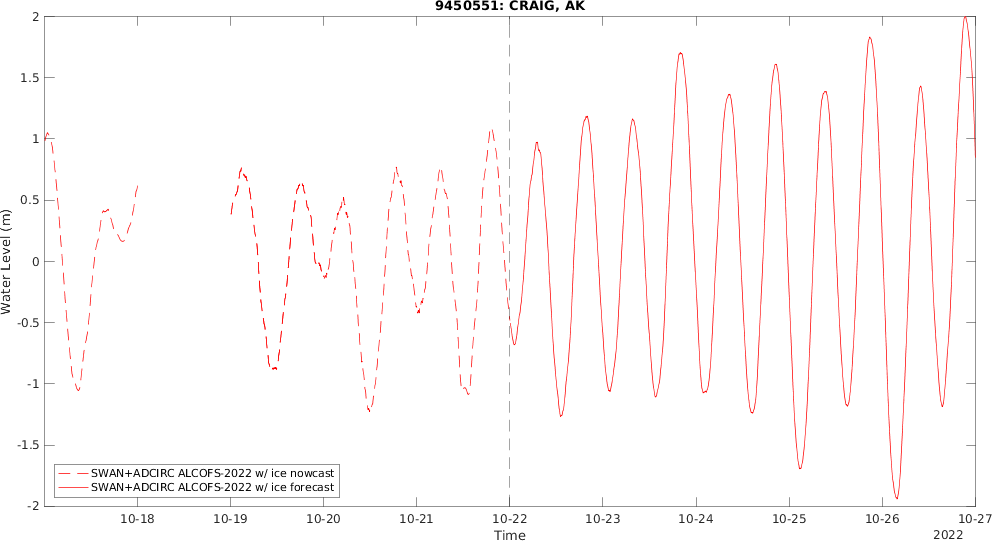 9450551: CRAIG, AK
2
1.5
1
0.5
0
-0.5
-1
-1.5
-2
Water Level (m)
SWAN+ADCIRC ALCOFS-2022 w/ ice nowcast
SWAN+ADCIRC ALCOFS-2022 w/ ice forecast
10-18 10-19 10-20 10-21 10-22 10-23 10-24 10-25 10-26 10-27
Time
2022